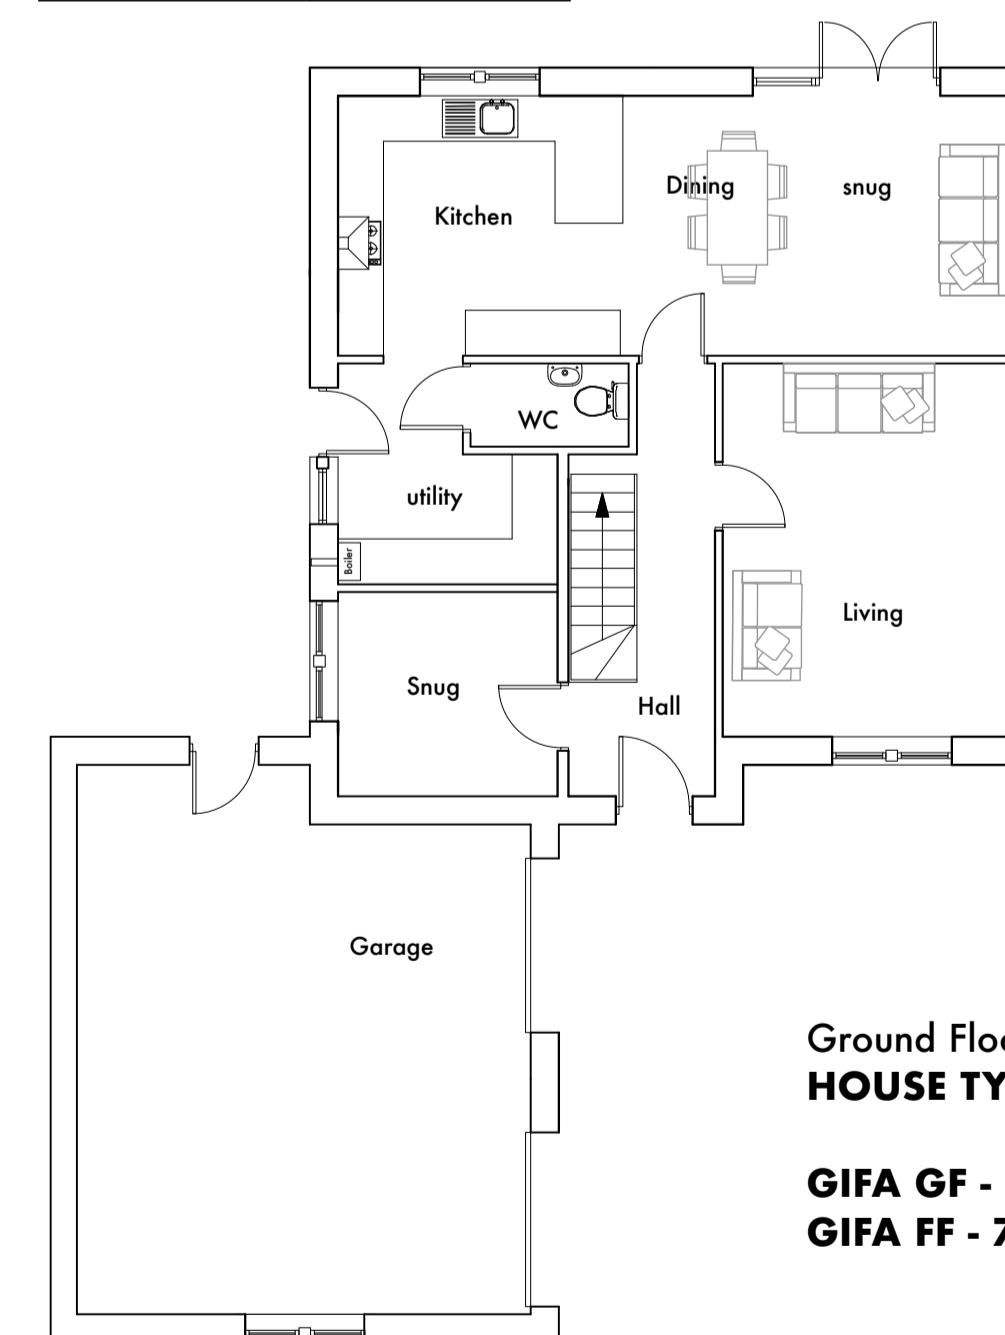 Dining
snug
Kitchen
WC
utility
Boiler
Living
Snug
Hall
Garage
Ground Floo
HOUSE TY
GIFA GF -
GIFA FF - 7